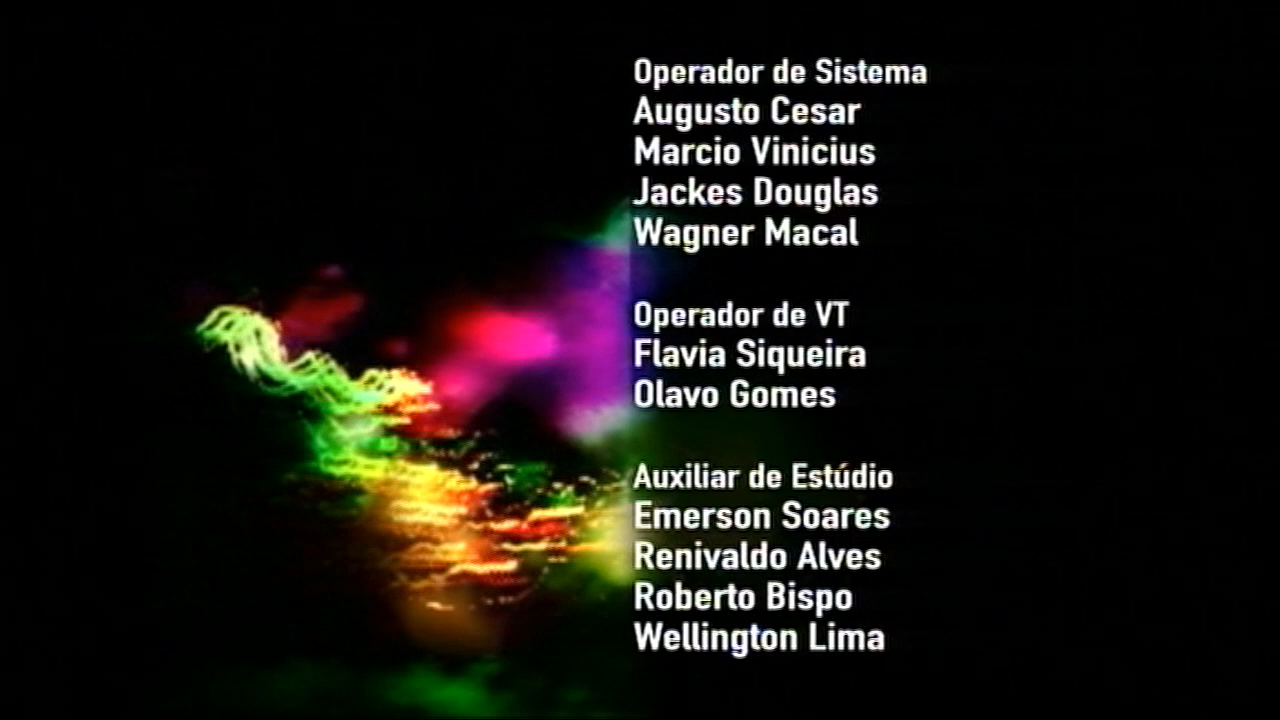 Operador de Sistema
Augusto Cesar
Marcio Vinicius
Jackes Douglas
Wagner Macal
Operador de VT
Flavia Siqueira
Olavo Gomes
Auxiliar de Estúdio
Emerson Soares
Renivaldo Alves
Roberto Bispo
Wellington Lima